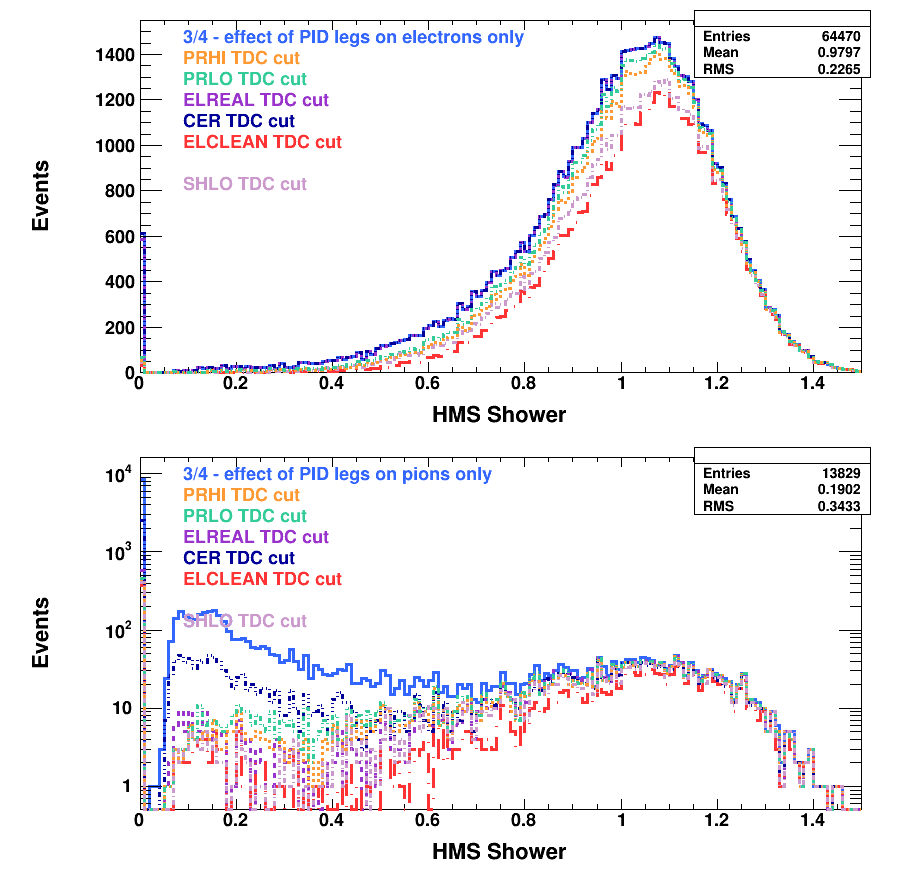 3/4 - effect of PID legs on electrons only
PRHI TDC cut
PRLO TDC cut
ELREAL TDC cut
CER TDC cut
ELCLEAN TDC cut
SHLO TDC cut
Entries 64470
Mean 0.9797
RMS 0.2265
Events
1400
1200
1000
800
600
400
200
0
0 0.2 0.4 0.6 0.8 1 1.2 1.4
HMS Shower
3/4 - effect of PID legs on pions only
PRHI TDC cut
PRLO TDC cut
ELREAL TDC cut
CER TDC cut
ELCLEAN TDC cut
SHLO TDC cut
Entries 13829
Mean 0.1902
RMS 0.3433
Events
10⁴
10³
10²
10
1
0 0.2 0.4 0.6 0.8 1 1.2 1.4
HMS Shower